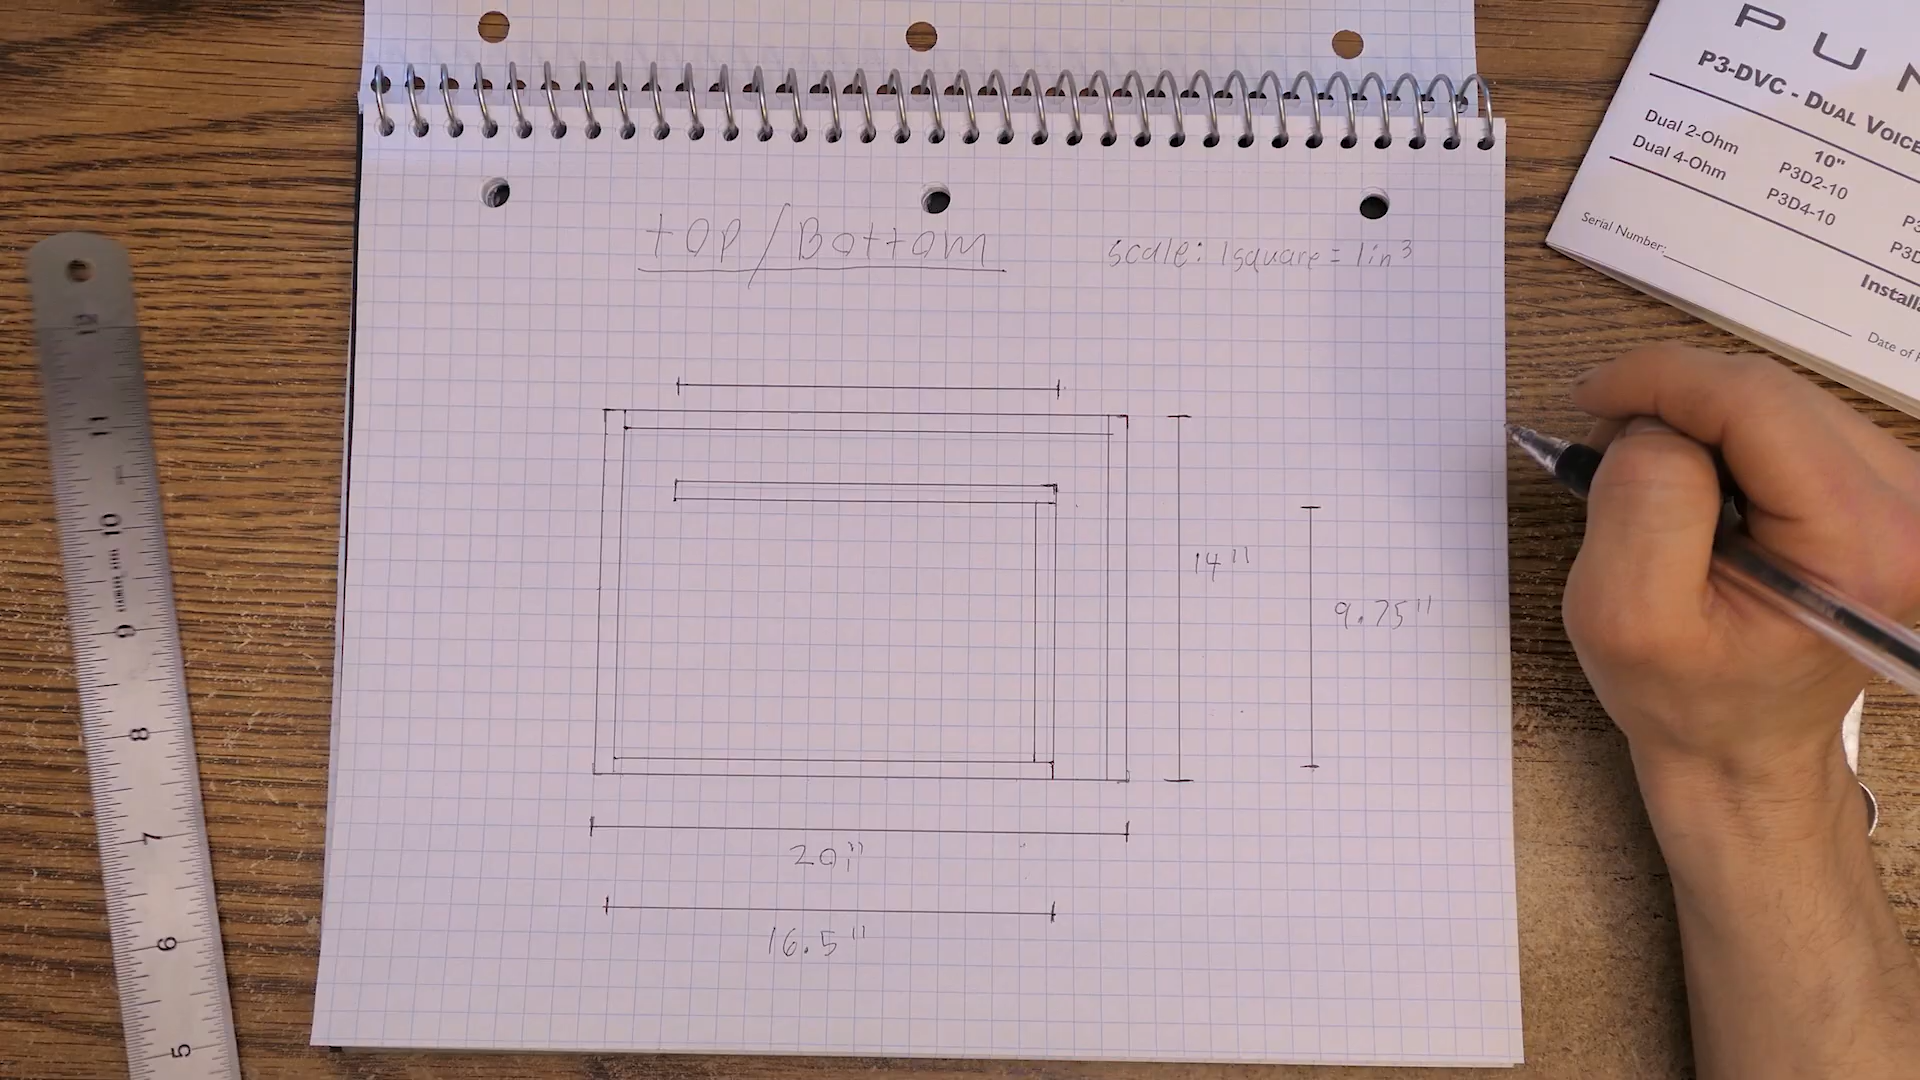 top/Bottom
scale: 1square = 1in³
14"
9.75"
20"
16.5"
P U
P3-DVC - DUAL VOICE
10"
Dual 2-Ohm P3D2-10
Dual 4-Ohm P3D4-10
Serial Number:
Install
Date of
12
11
10
9
8
7
6
5